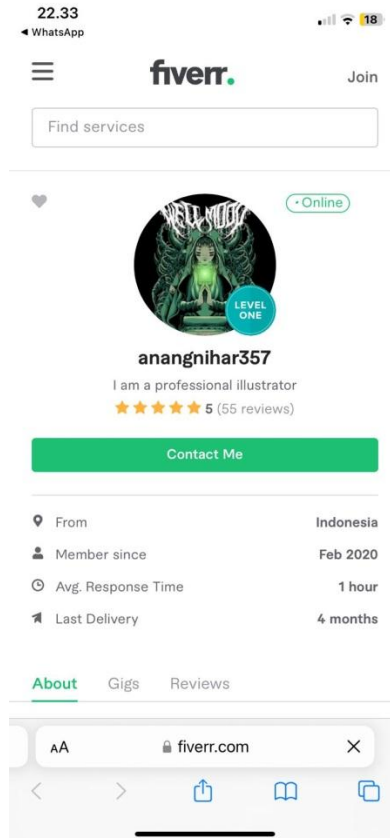 22.33
18
◀ WhatsApp
fiverr.
Join
Find services
• Online
WELL MOOD
LEVEL
ONE
anangnihar357
I am a professional illustrator
5 (55 reviews)
Contact Me
From Indonesia
Member since Feb 2020
Avg. Response Time 1 hour
Last Delivery 4 months
About Gigs Reviews
AA fiverr.com